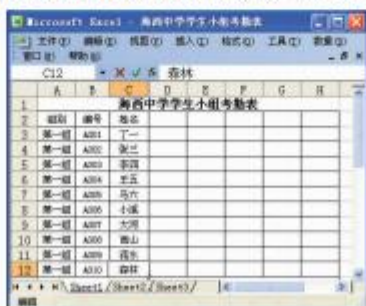 Microsoft Excel - 海西中学学生小组考勤表
文件(F) 编辑(E) 视图(V) 插入(I) 格式(O) 工具(T) 数据(D)
窗口(W) 帮助(H)
C12 森林
A B C D E F G H
1 海西中学学生小组考勤表
2 组别 编号 姓名
3 第一组 A001 丁一
4 第一组 A002 张三
5 第一组 A003 李四
6 第一组 A004 王五
7 第一组 A005 马六
8 第一组 A006 小溪
9 第一组 A007 大河
10 第一组 A008 高山
11 第一组 A009
12 第一组 A010 森林
Sheet1 Sheet2 Sheet3
编辑